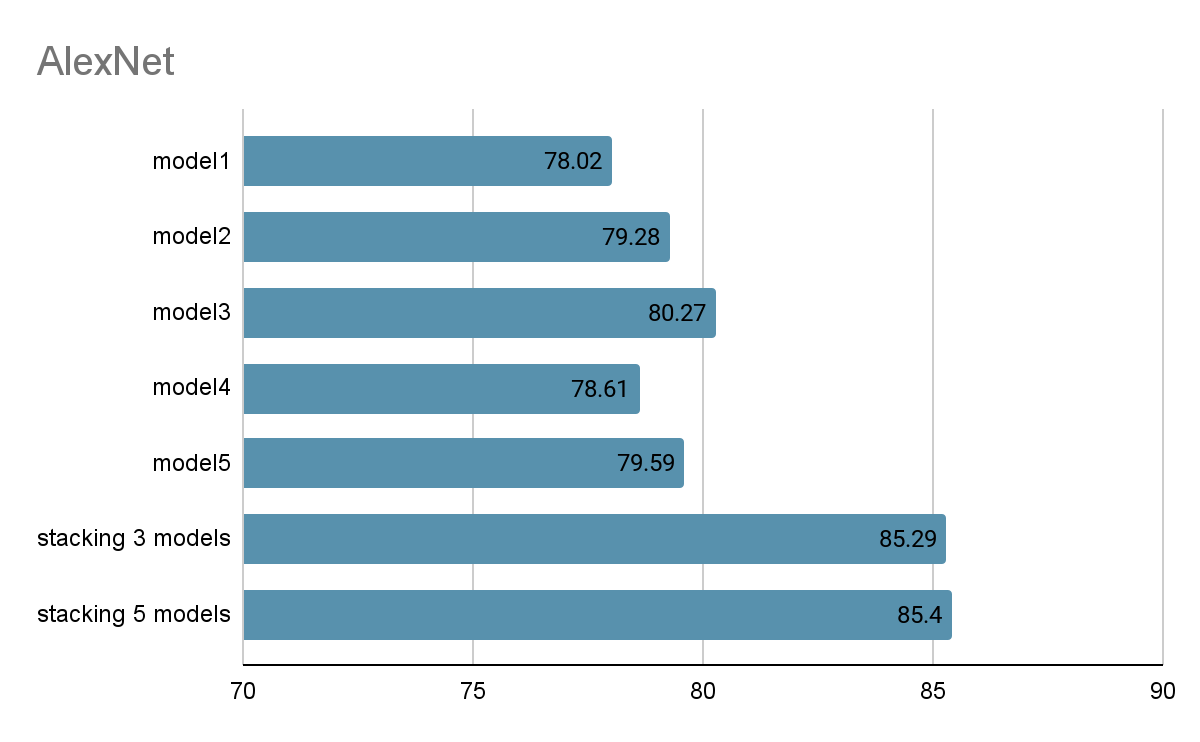 AlexNet
model1
78.02
model2
79.28
model3
80.27
model4
78.61
model5
79.59
stacking 3 models
85.29
stacking 5 models
85.4
70
75
80
85
90